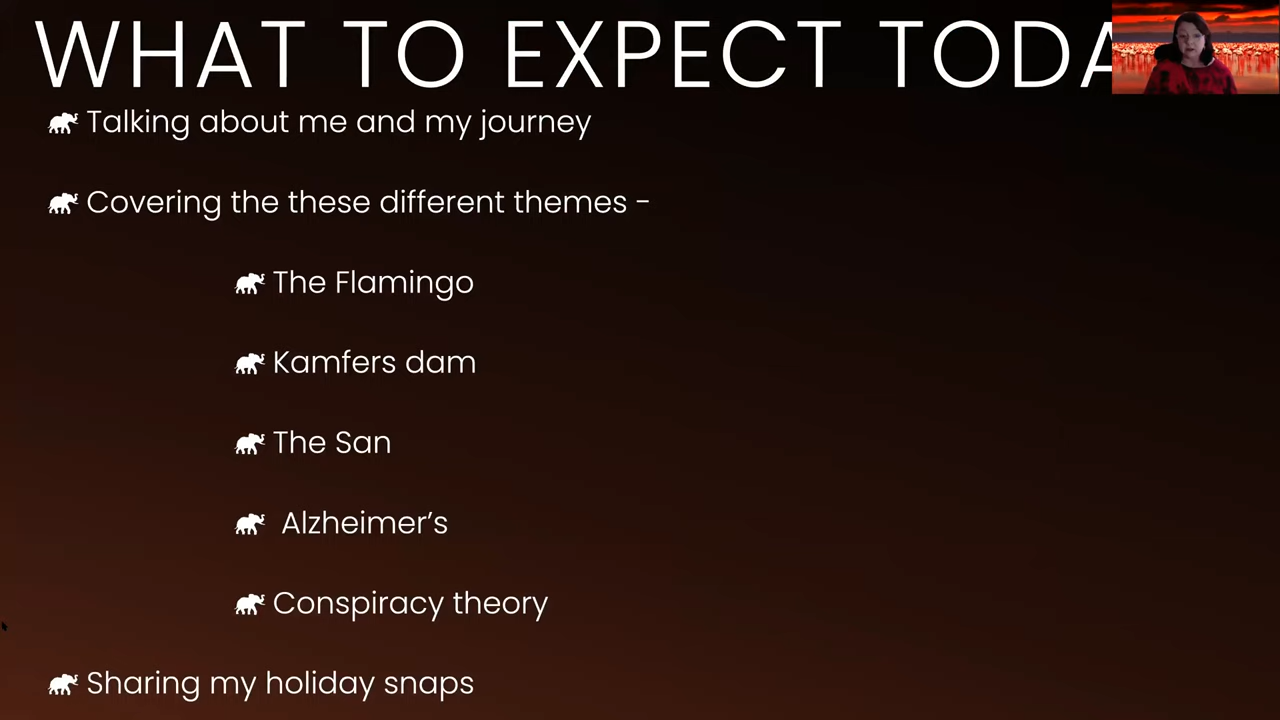 WHAT TO EXPECT TODA
Talking about me and my journey
Covering the these different themes -
The Flamingo
Kamfers dam
The San
Alzheimer’s
Conspiracy theory
Sharing my holiday snaps